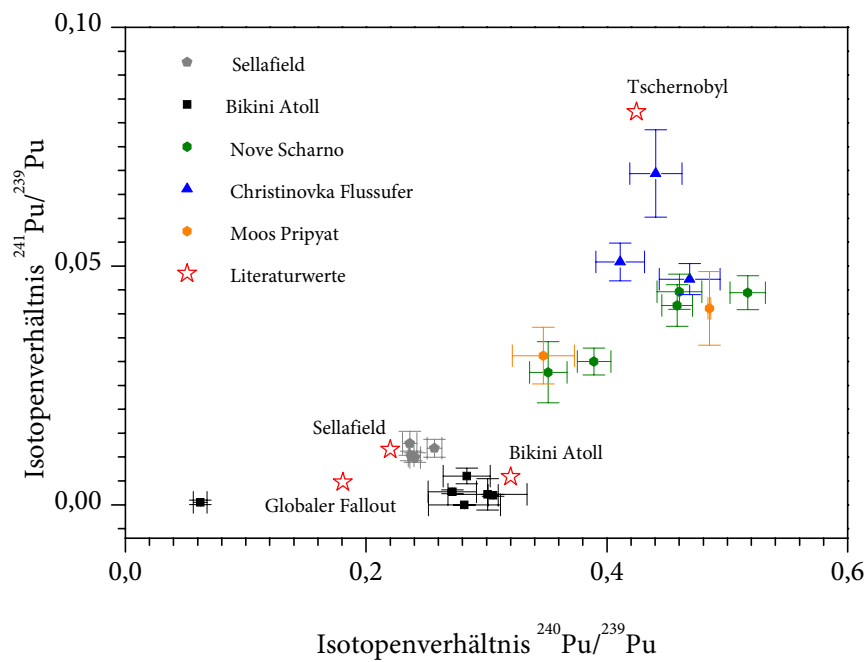 0,10
Sellafield
Tschernobyl
Bikini Atoll
Nove Scharno
Christinovka Flussufer
Moos Pripyat
Literaturwerte
0,05
Isotopenverhältnis ²⁴¹Pu/²³⁹Pu
Sellafield
Bikini Atoll
Globaler Fallout
0,00
0,0 0,2 0,4 0,6
Isotopenverhältnis ²⁴⁰Pu/²³⁹Pu